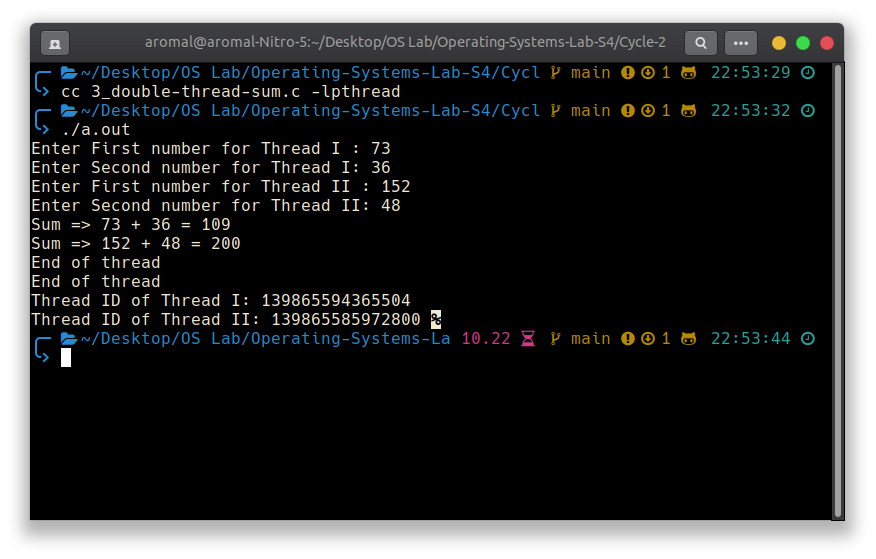 aromal@aromal-Nitro-5:~/Desktop/OS Lab/Operating-Systems-Lab-S4/Cycle-2
~/Desktop/OS Lab/Operating-Systems-Lab-S4/Cycl main 1 22:53:29
cc 3_double-thread-sum.c -lpthread
~/Desktop/OS Lab/Operating-Systems-Lab-S4/Cycl main 1 22:53:32
./a.out
Enter First number for Thread I : 73
Enter Second number for Thread I: 36
Enter First number for Thread II : 152
Enter Second number for Thread II: 48
Sum => 73 + 36 = 109
Sum => 152 + 48 = 200
End of thread
End of thread
Thread ID of Thread I: 139865594365504
Thread ID of Thread II: 139865585972800 %
~/Desktop/OS Lab/Operating-Systems-La 10.22 main 1 22:53:44